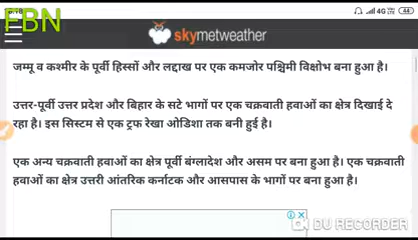 FBN
4G
44
skymetweather
जम्मू व कश्मीर के पूर्वी हिस्सों और लद्दाख पर एक कमजोर पश्चिमी विक्षोभ बना हुआ है।
उत्तर-पूर्वी उत्तर प्रदेश और बिहार के सटे भागों पर एक चक्रवाती हवाओं का क्षेत्र दिखाई दे
रहा है। इस सिस्टम से एक ट्रफ रेखा ओडिशा तक बनी हुई है।
एक अन्य चक्रवाती हवाओं का क्षेत्र पूर्वी बंग्लादेश और असम पर बना हुआ है। एक चक्रवाती
हवाओं का क्षेत्र उत्तरी आंतरिक कर्नाटक और आसपास के भागों पर बना हुआ है।
DU RECORDER